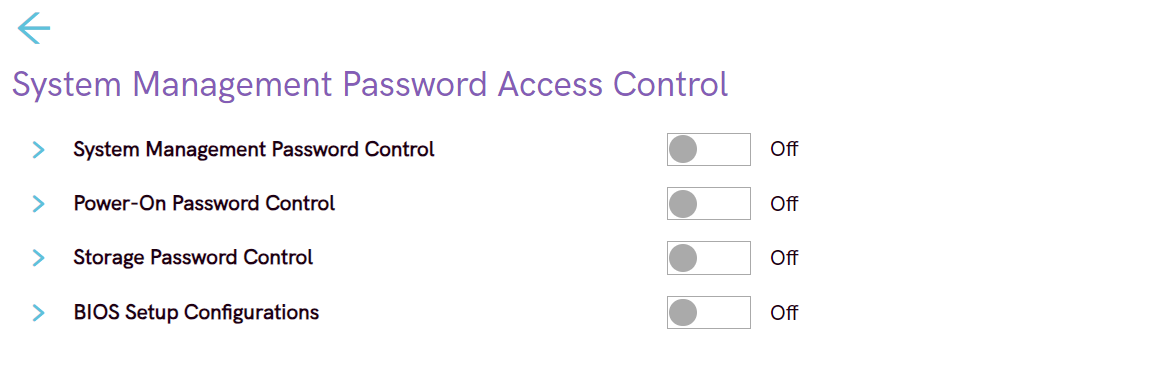 System Management Password Access Control
System Management Password Control Off
Power-On Password Control Off
Storage Password Control Off
BIOS Setup Configurations Off